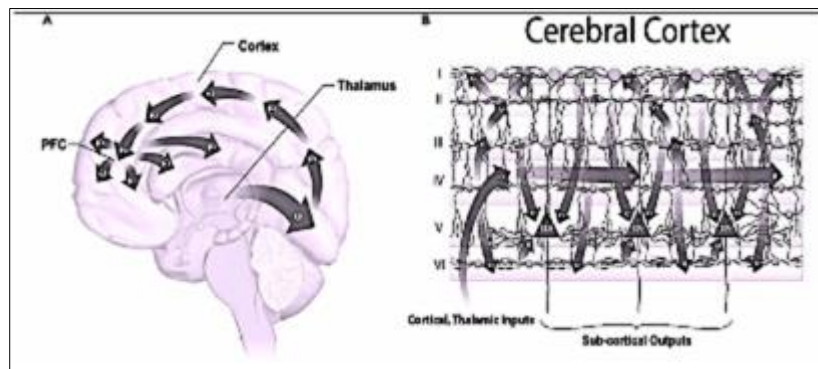 A
Cortex
Thalamus
PFC
B
Cerebral Cortex
I
II
III
IV
V
VI
Cortical, Thalamic Inputs
Sub-cortical Outputs